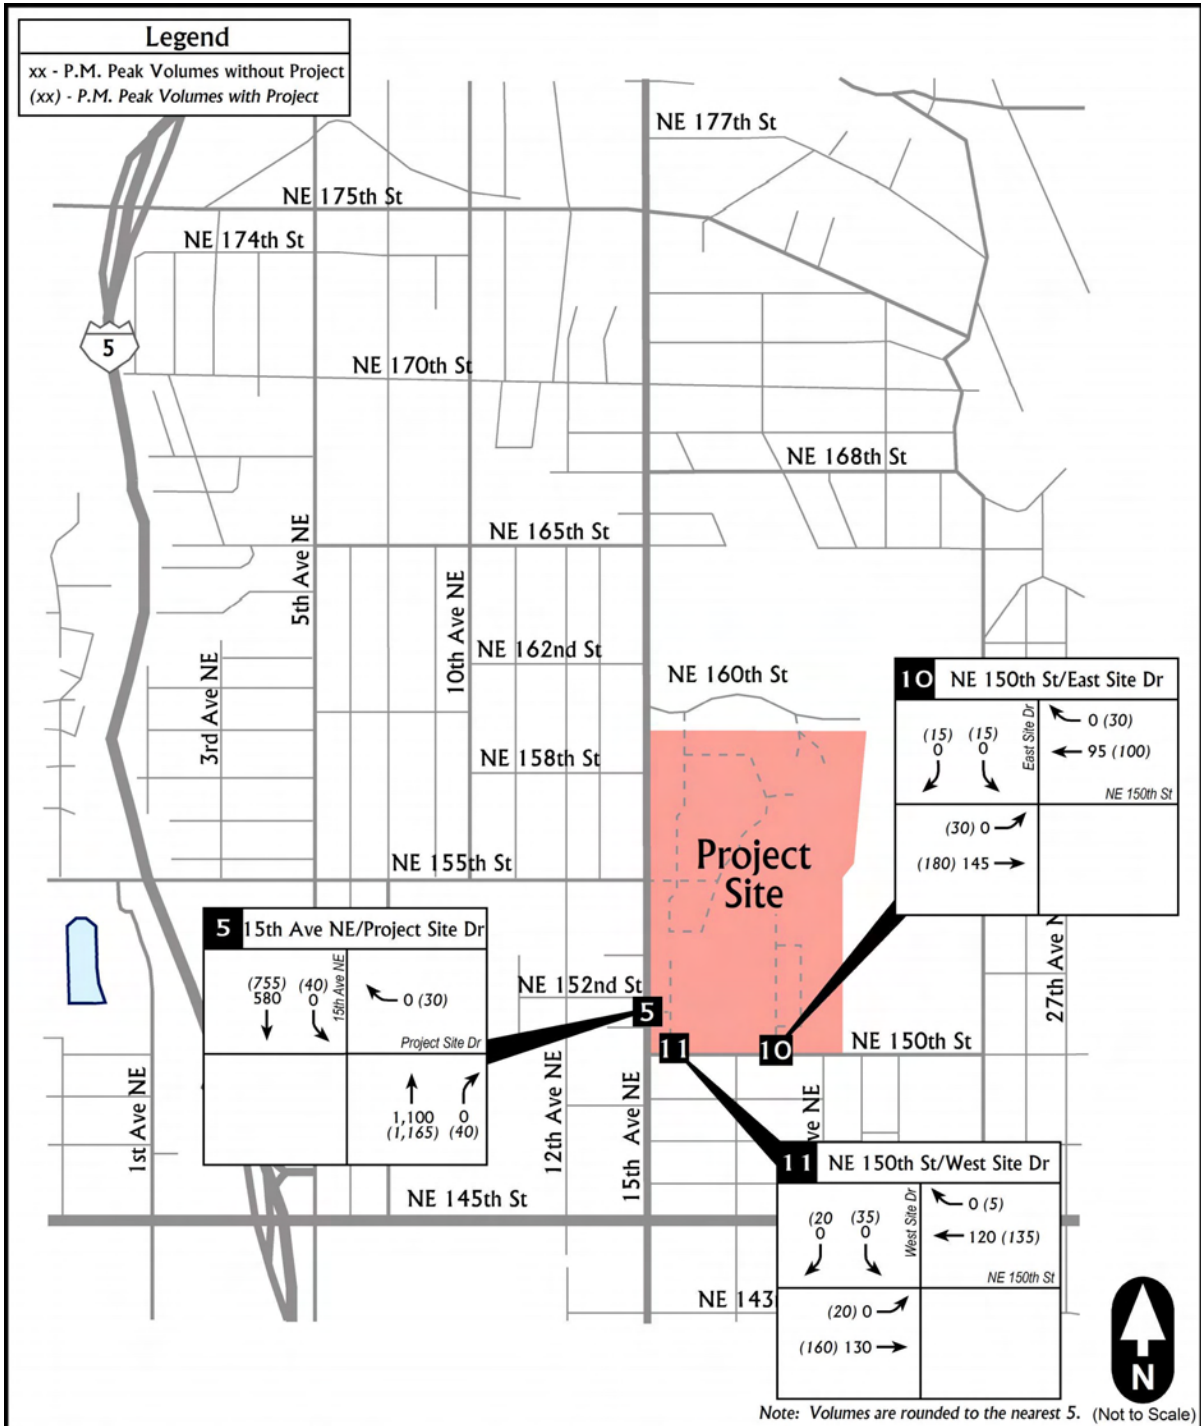 Legend
xx - P.M. Peak Volumes without Project
(xx) - P.M. Peak Volumes with Project
NE 177th St
NE 175th St
NE 174th St
5
NE 170th St
NE 168th St
5th Ave NE
NE 165th St
10th Ave NE
NE 162nd St
3rd Ave NE
NE 160th St
NE 158th St
10 NE 150th St/East Site Dr
(15) (15)
0 0
East Site Dr
0 (30)
95 (100)
NE 150th St
(30) 0
(180) 145
Project
Site
NE 155th St
5 15th Ave NE/Project Site Dr
(755) (40)
580 0
15th Ave NE
0 (30)
Project Site Dr
1,100 0
(1,165) (40)
NE 152nd St
5
11
10
NE 150th St
27th Ave N
1st Ave NE
12th Ave NE
15th Ave NE
ve NE
11 NE 150th St/West Site Dr
(20 (35)
0 0
West Site Dr
0 (5)
120 (135)
NE 150th St
(20) 0
(160) 130
NE 145th St
NE 143
N
(Not to Scale)
Note: Volumes are rounded to the nearest 5.